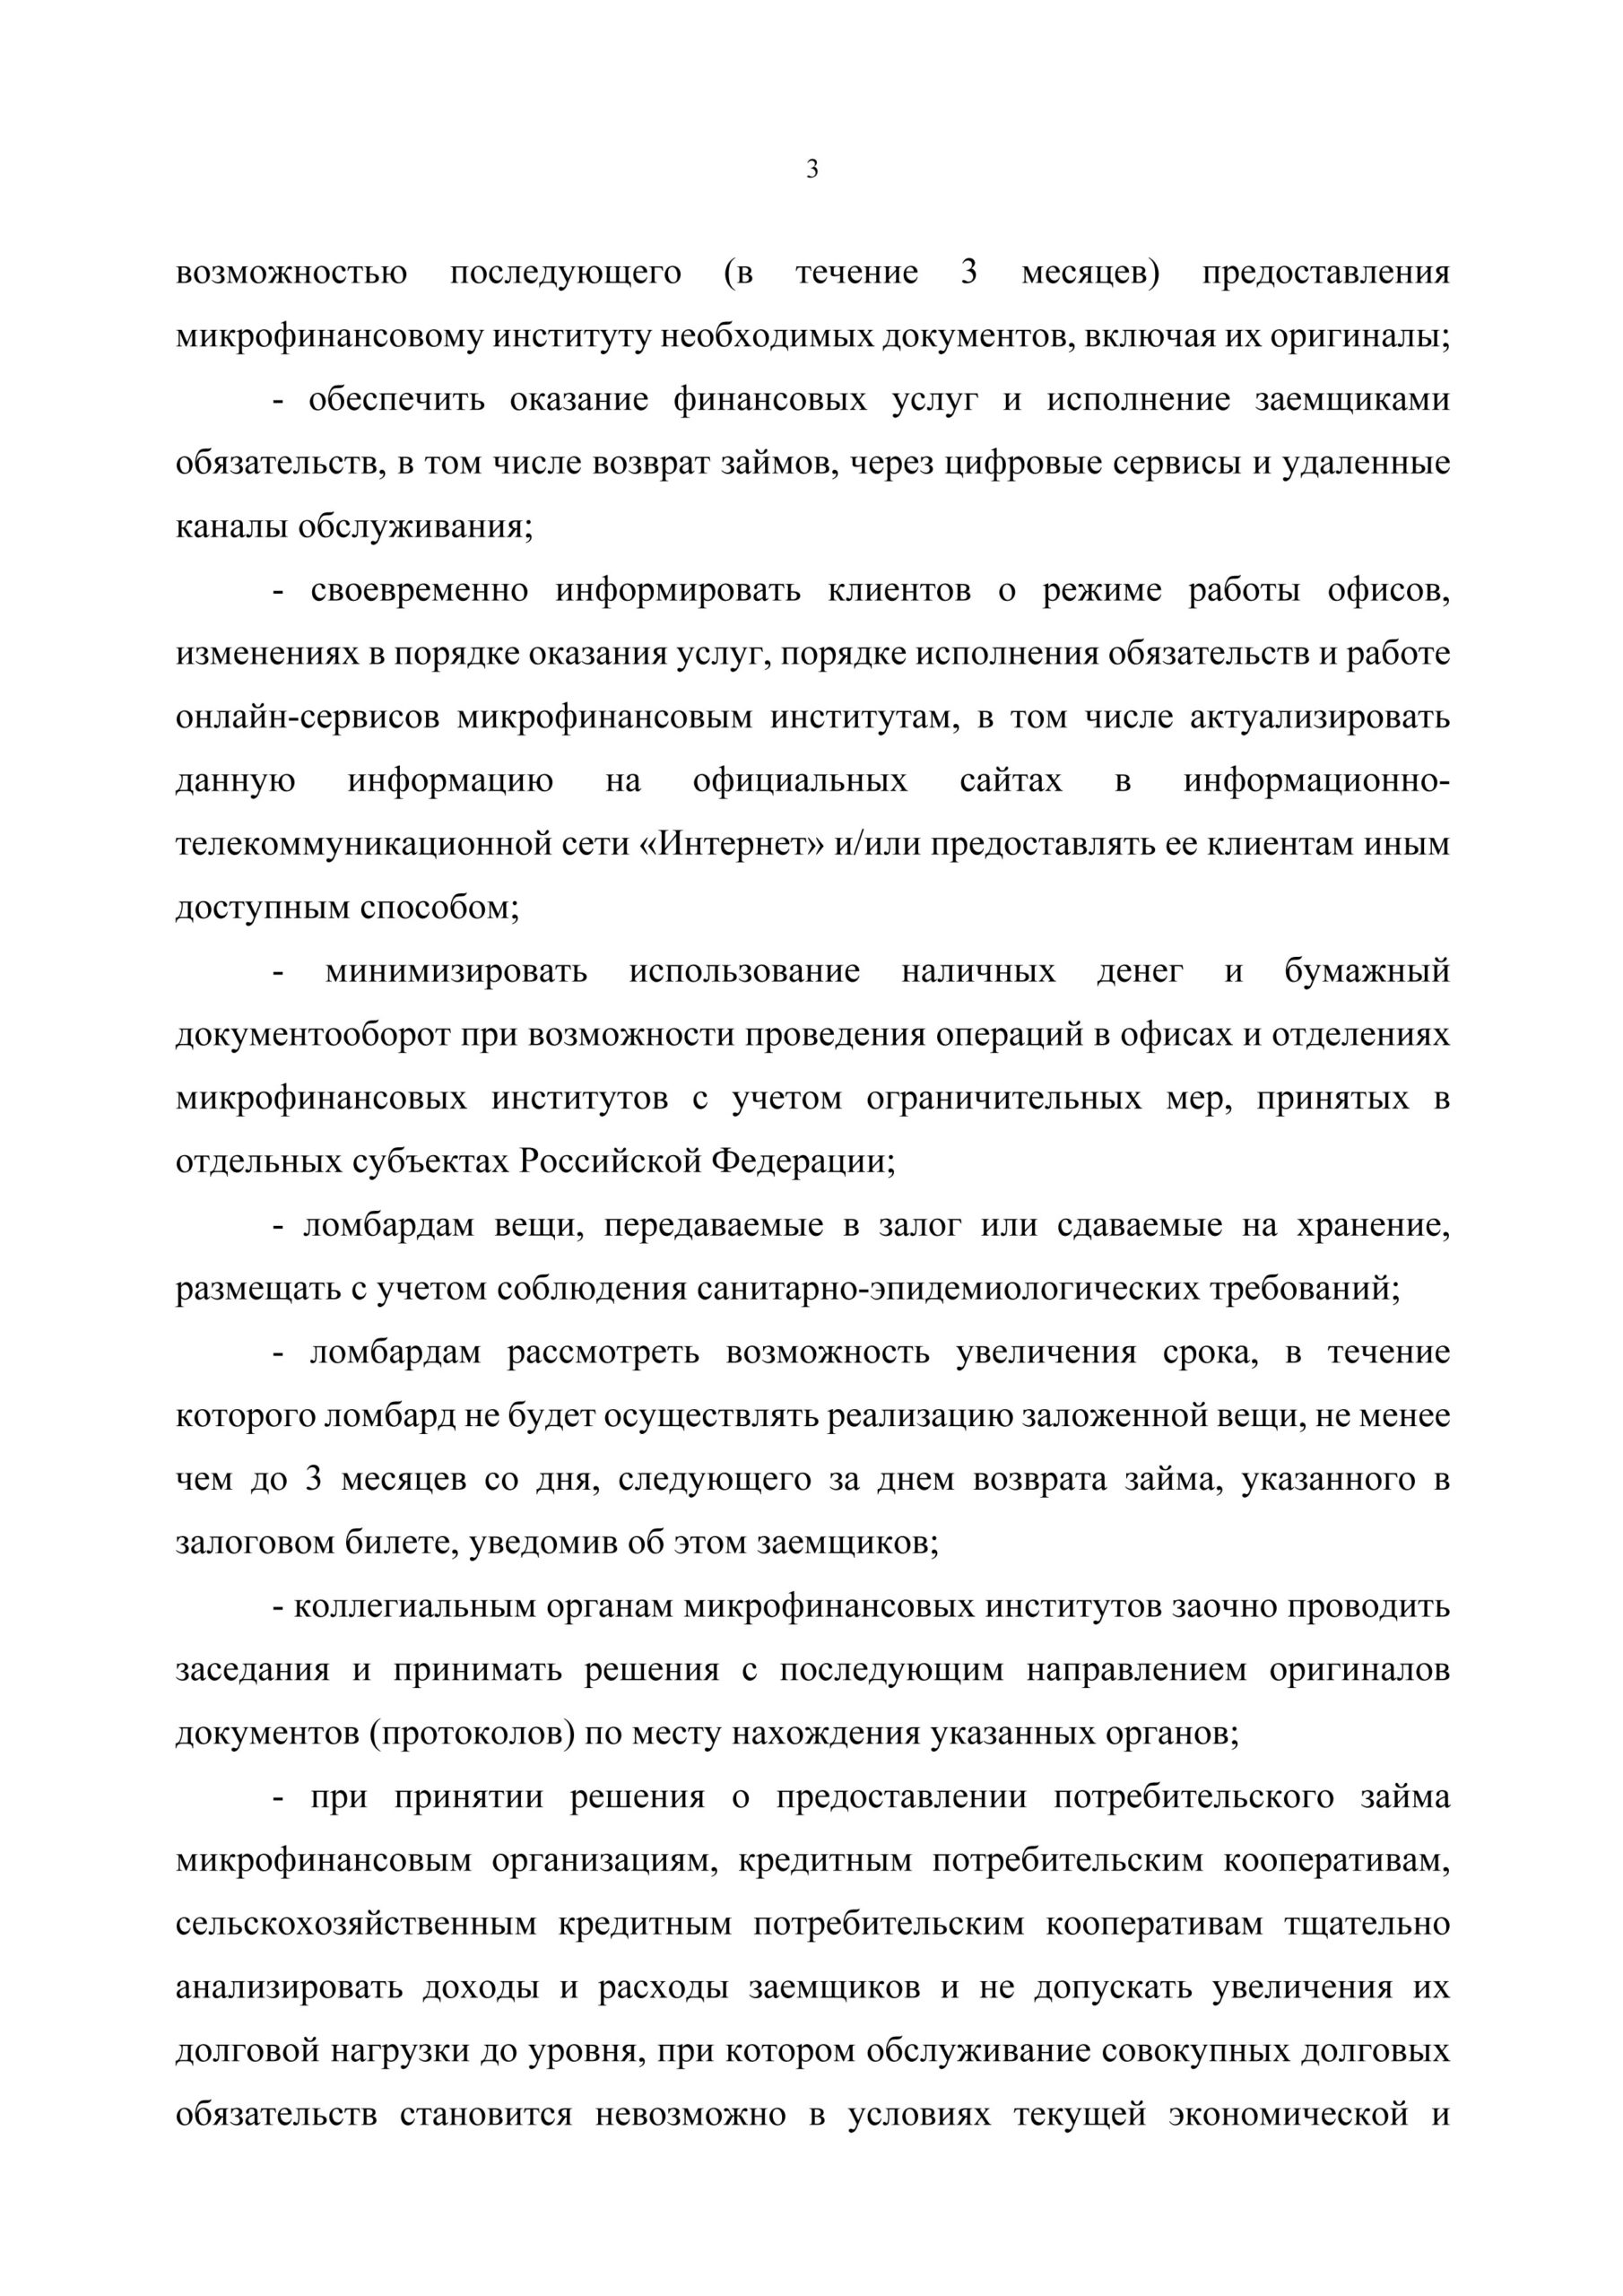 3
возможностью последующего (в течение 3 месяцев) предоставления
микрофинансовому институту необходимых документов, включая их оригиналы;
- обеспечить оказание финансовых услуг и исполнение заемщиками
обязательств, в том числе возврат займов, через цифровые сервисы и удаленные
каналы обслуживания;
- своевременно информировать клиентов о режиме работы офисов,
изменениях в порядке оказания услуг, порядке исполнения обязательств и работе
онлайн-сервисов микрофинансовым институтам, в том числе актуализировать
данную информацию на официальных сайтах в информационно-
телекоммуникационной сети «Интернет» и/или предоставлять ее клиентам иным
доступным способом;
- минимизировать использование наличных денег и бумажный
документооборот при возможности проведения операций в офисах и отделениях
микрофинансовых институтов с учетом ограничительных мер, принятых в
отдельных субъектах Российской Федерации;
- ломбардам вещи, передаваемые в залог или сдаваемые на хранение,
размещать с учетом соблюдения санитарно-эпидемиологических требований;
- ломбардам рассмотреть возможность увеличения срока, в течение
которого ломбард не будет осуществлять реализацию заложенной вещи, не менее
чем до 3 месяцев со дня, следующего за днем возврата займа, указанного в
залоговом билете, уведомив об этом заемщиков;
- коллегиальным органам микрофинансовых институтов заочно проводить
заседания и принимать решения с последующим направлением оригиналов
документов (протоколов) по месту нахождения указанных органов;
- при принятии решения о предоставлении потребительского займа
микрофинансовым организациям, кредитным потребительским кооперативам,
сельскохозяйственным кредитным потребительским кооперативам тщательно
анализировать доходы и расходы заемщиков и не допускать увеличения их
долговой нагрузки до уровня, при котором обслуживание совокупных долговых
обязательств становится невозможно в условиях текущей экономической и